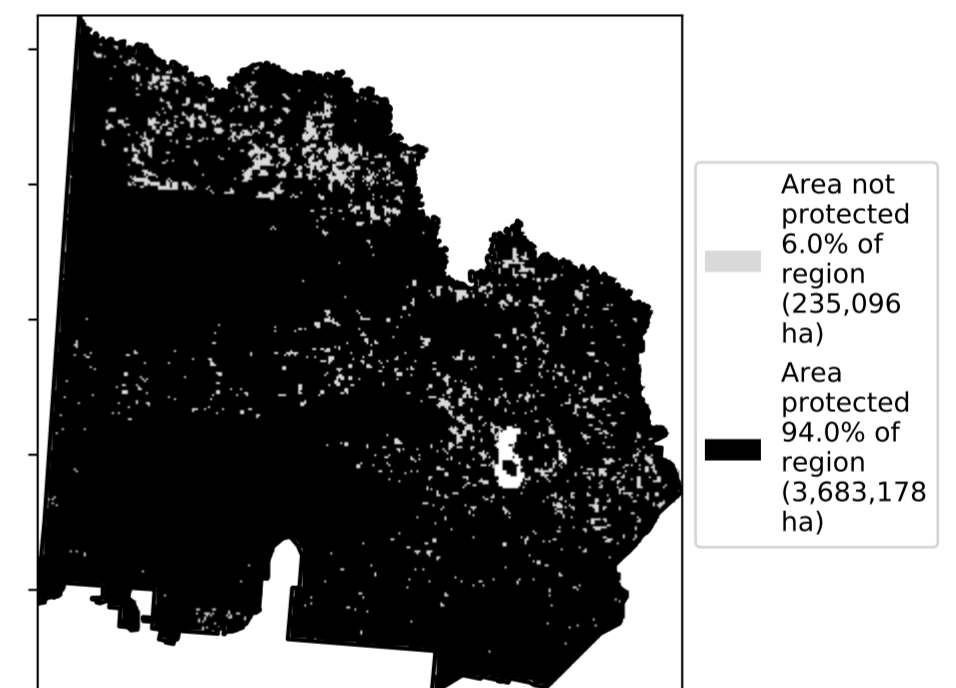 Area not
protected
6.0% of
region
(235,096
ha)
Area
protected
94.0% of
region
(3,683,178
ha)